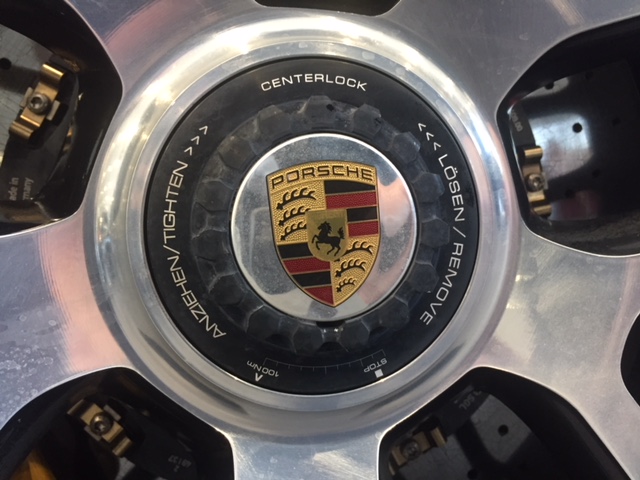 CENTERLOCK
ANZIEHEN/TIGHTEN >>>
<<< LÖSEN / REMOVE
PORSCHE
100Nm
STOP